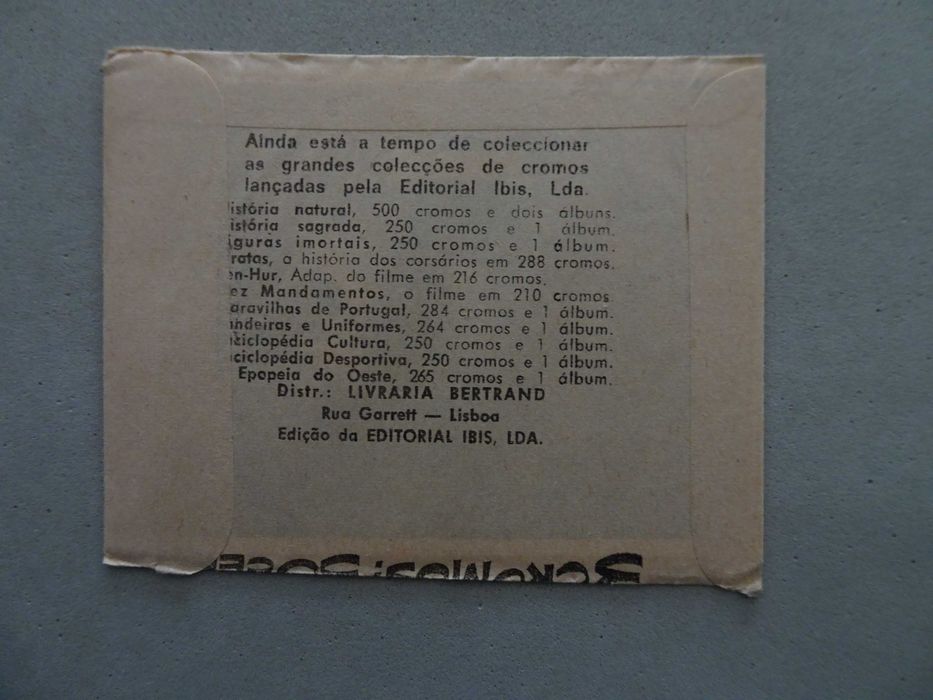 Ainda está a tempo de coleccionar
as grandes colecções de cromos
lançadas pela Editorial Ibis, Lda.
istória natural, 500 cromos e dois álbuns.
istória sagrada, 250 cromos e 1 álbum.
iguras imortais, 250 cromos e 1 álbum.
ratas, a história dos corsários em 288 cromos.
en-Hur, Adap. do filme em 216 cromos.
ez Mandamentos, o filme em 210 cromos
aravilhas de Portugal, 284 cromos e 1 álbum.
andeiras e Uniformes, 264 cromos e 1 álbum.
nciclopédia Cultura, 250 cromos e 1 álbum.
nciclopédia Desportiva, 250 cromos e 1 álbum.
Epopeia do Oeste, 265 cromos e 1 álbum.
Distr.: LIVRARIA BERTRAND
Rua Garrett — Lisboa
Edição da EDITORIAL IBIS, LDA.